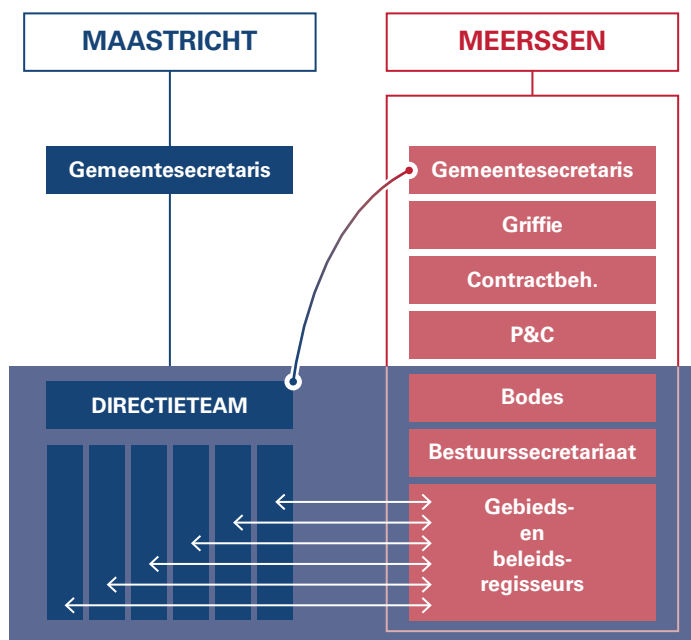 MAASTRICHT
Gemeentesecretaris
DIRECTIETEAM
MEERSSEN
Gemeentesecretaris
Griffie
Contractbeh.
P&C
Bodes
Bestuurssecretariaat
Gebieds-
en
beleids-
regisseurs